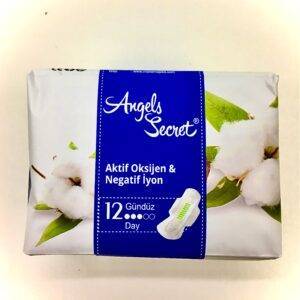 Angels
Secret®
Aktif Oksijen &
Negatif İyon
12 Gündüz
Day